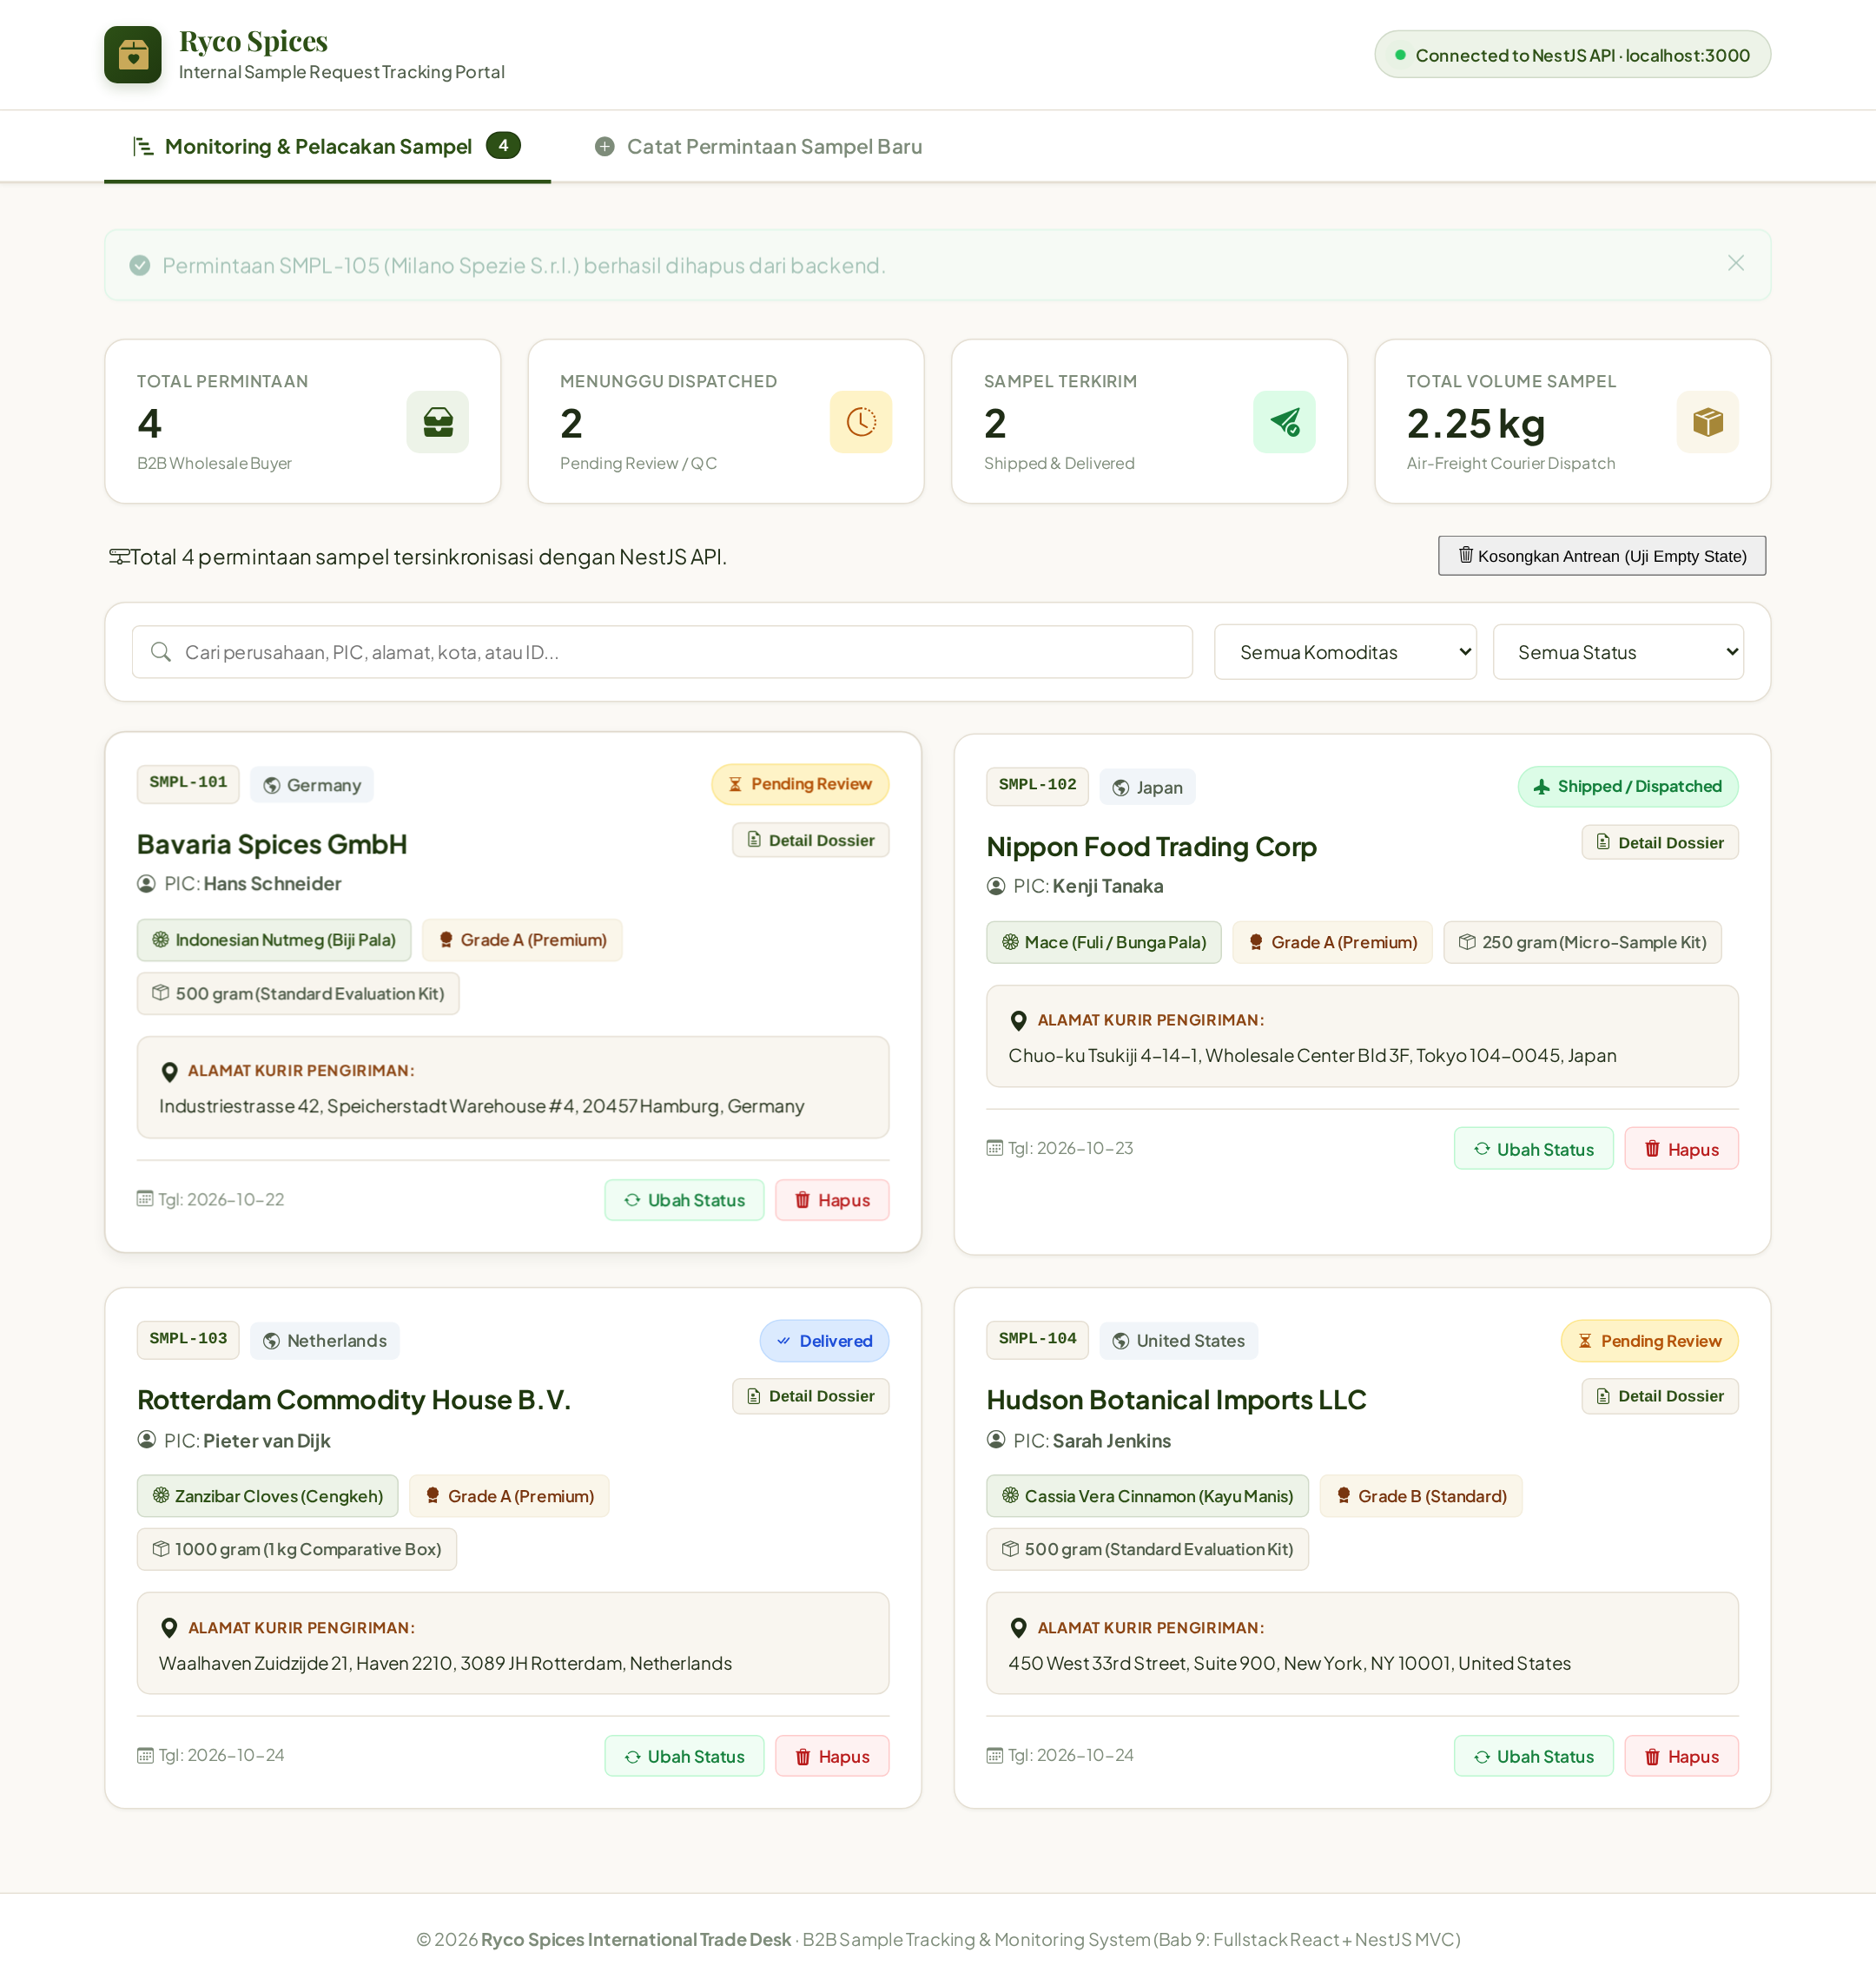 Ryco Spices
Internal Sample Request Tracking Portal
Connected to NestJS API · localhost:3000
Monitoring & Pelacakan Sampel 4
Catat Permintaan Sampel Baru
Permintaan SMPL-105 (Milano Spezie S.r.l.) berhasil dihapus dari backend.
TOTAL PERMINTAAN
4
B2B Wholesale Buyer
MENUNGGU DISPATCHED
2
Pending Review / QC
SAMPEL TERKIRIM
2
Shipped & Delivered
TOTAL VOLUME SAMPEL
2.25 kg
Air-Freight Courier Dispatch
Total 4 permintaan sampel tersinkronisasi dengan NestJS API.
Kosongkan Antrean (Uji Empty State)
Cari perusahaan, PIC, alamat, kota, atau ID...
Semua Komoditas
Semua Status
SMPL-101
Germany
Pending Review
Bavaria Spices GmbH
Detail Dossier
PIC: Hans Schneider
Indonesian Nutmeg (Biji Pala)
Grade A (Premium)
500 gram (Standard Evaluation Kit)
ALAMAT KURIR PENGIRIMAN:
Industriestrasse 42, Speicherstadt Warehouse #4, 20457 Hamburg, Germany
Tgl: 2026-10-22
Ubah Status
Hapus
SMPL-102
Japan
Shipped / Dispatched
Nippon Food Trading Corp
Detail Dossier
PIC: Kenji Tanaka
Mace (Fuli / Bunga Pala)
Grade A (Premium)
250 gram (Micro-Sample Kit)
ALAMAT KURIR PENGIRIMAN:
Chuo-ku Tsukiji 4-14-1, Wholesale Center Bld 3F, Tokyo 104-0045, Japan
Tgl: 2026-10-23
Ubah Status
Hapus
SMPL-103
Netherlands
Delivered
Rotterdam Commodity House B.V.
Detail Dossier
PIC: Pieter van Dijk
Zanzibar Cloves (Cengkeh)
Grade A (Premium)
1000 gram (1 kg Comparative Box)
ALAMAT KURIR PENGIRIMAN:
Waalhaven Zuidzijde 21, Haven 2210, 3089 JH Rotterdam, Netherlands
Tgl: 2026-10-24
Ubah Status
Hapus
SMPL-104
United States
Pending Review
Hudson Botanical Imports LLC
Detail Dossier
PIC: Sarah Jenkins
Cassia Vera Cinnamon (Kayu Manis)
Grade B (Standard)
500 gram (Standard Evaluation Kit)
ALAMAT KURIR PENGIRIMAN:
450 West 33rd Street, Suite 900, New York, NY 10001, United States
Tgl: 2026-10-24
Ubah Status
Hapus
© 2026 Ryco Spices International Trade Desk · B2B Sample Tracking & Monitoring System (Bab 9: Fullstack React + NestJS MVC)